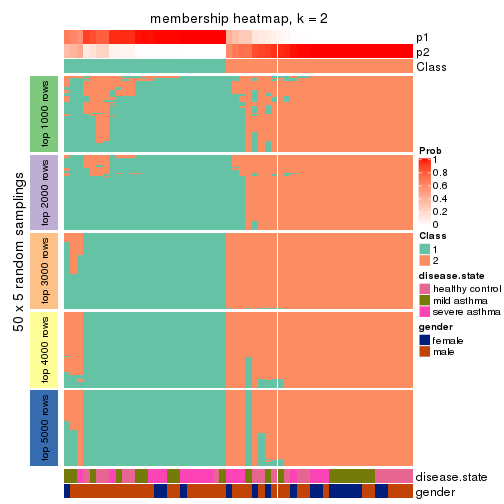 membership heatmap, k = 2
p1
p2
Class
50 x 5 random samplings
top 1000 rows
top 2000 rows
top 3000 rows
top 4000 rows
top 5000 rows
disease.state
gender
Prob
1
0.8
0.6
0.4
0.2
0
Class
1
2
disease.state
healthy control
mild asthma
severe asthma
gender
female
male